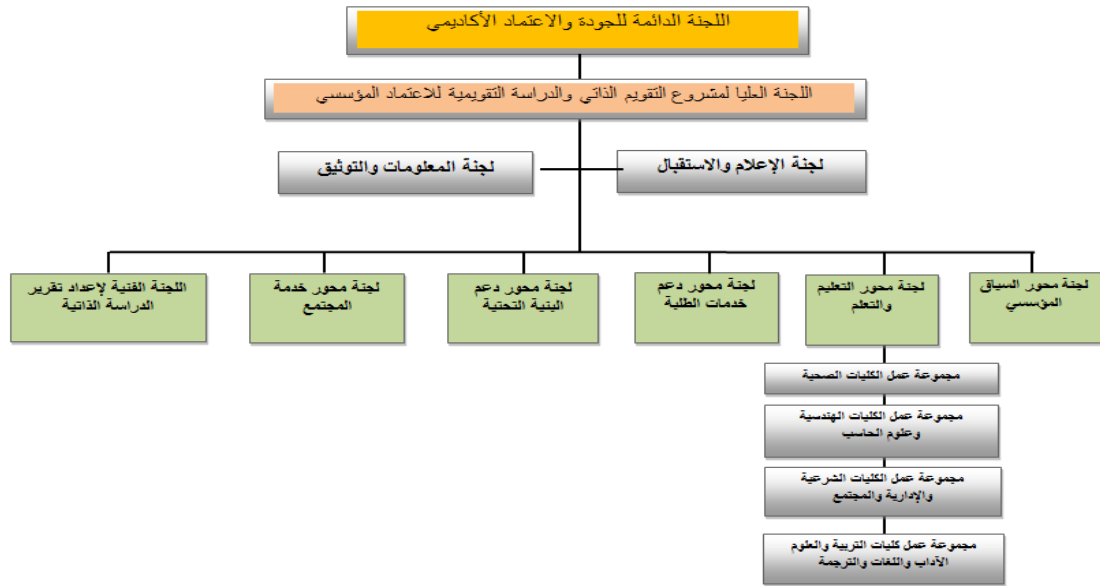 اللجنة الدائمة للجودة والاعتماد الأكاديمي
اللجنة العليا لمشروع التقويم الذاتي والدراسة التقويمية للاعتماد المؤسسي
لجنة الإعلام والاستقبال
لجنة المعلومات والتوثيق
لجنة محور السياق
المؤسسي
لجنة محور التعليم
والتعلم
لجنة محور دعم
خدمات الطلبة
لجنة محور دعم
البنية التحتية
لجنة محور خدمة
المجتمع
اللجنة الفنية لإعداد تقرير
الدراسة الذاتية
مجموعة عمل الكليات الصحية
مجموعة عمل الكليات الهندسية
وعلوم الحاسب
مجموعة عمل الكليات الشرعية
والإدارية والمجتمع
مجموعة عمل كليات التربية والعلوم
الآداب واللغات والترجمة